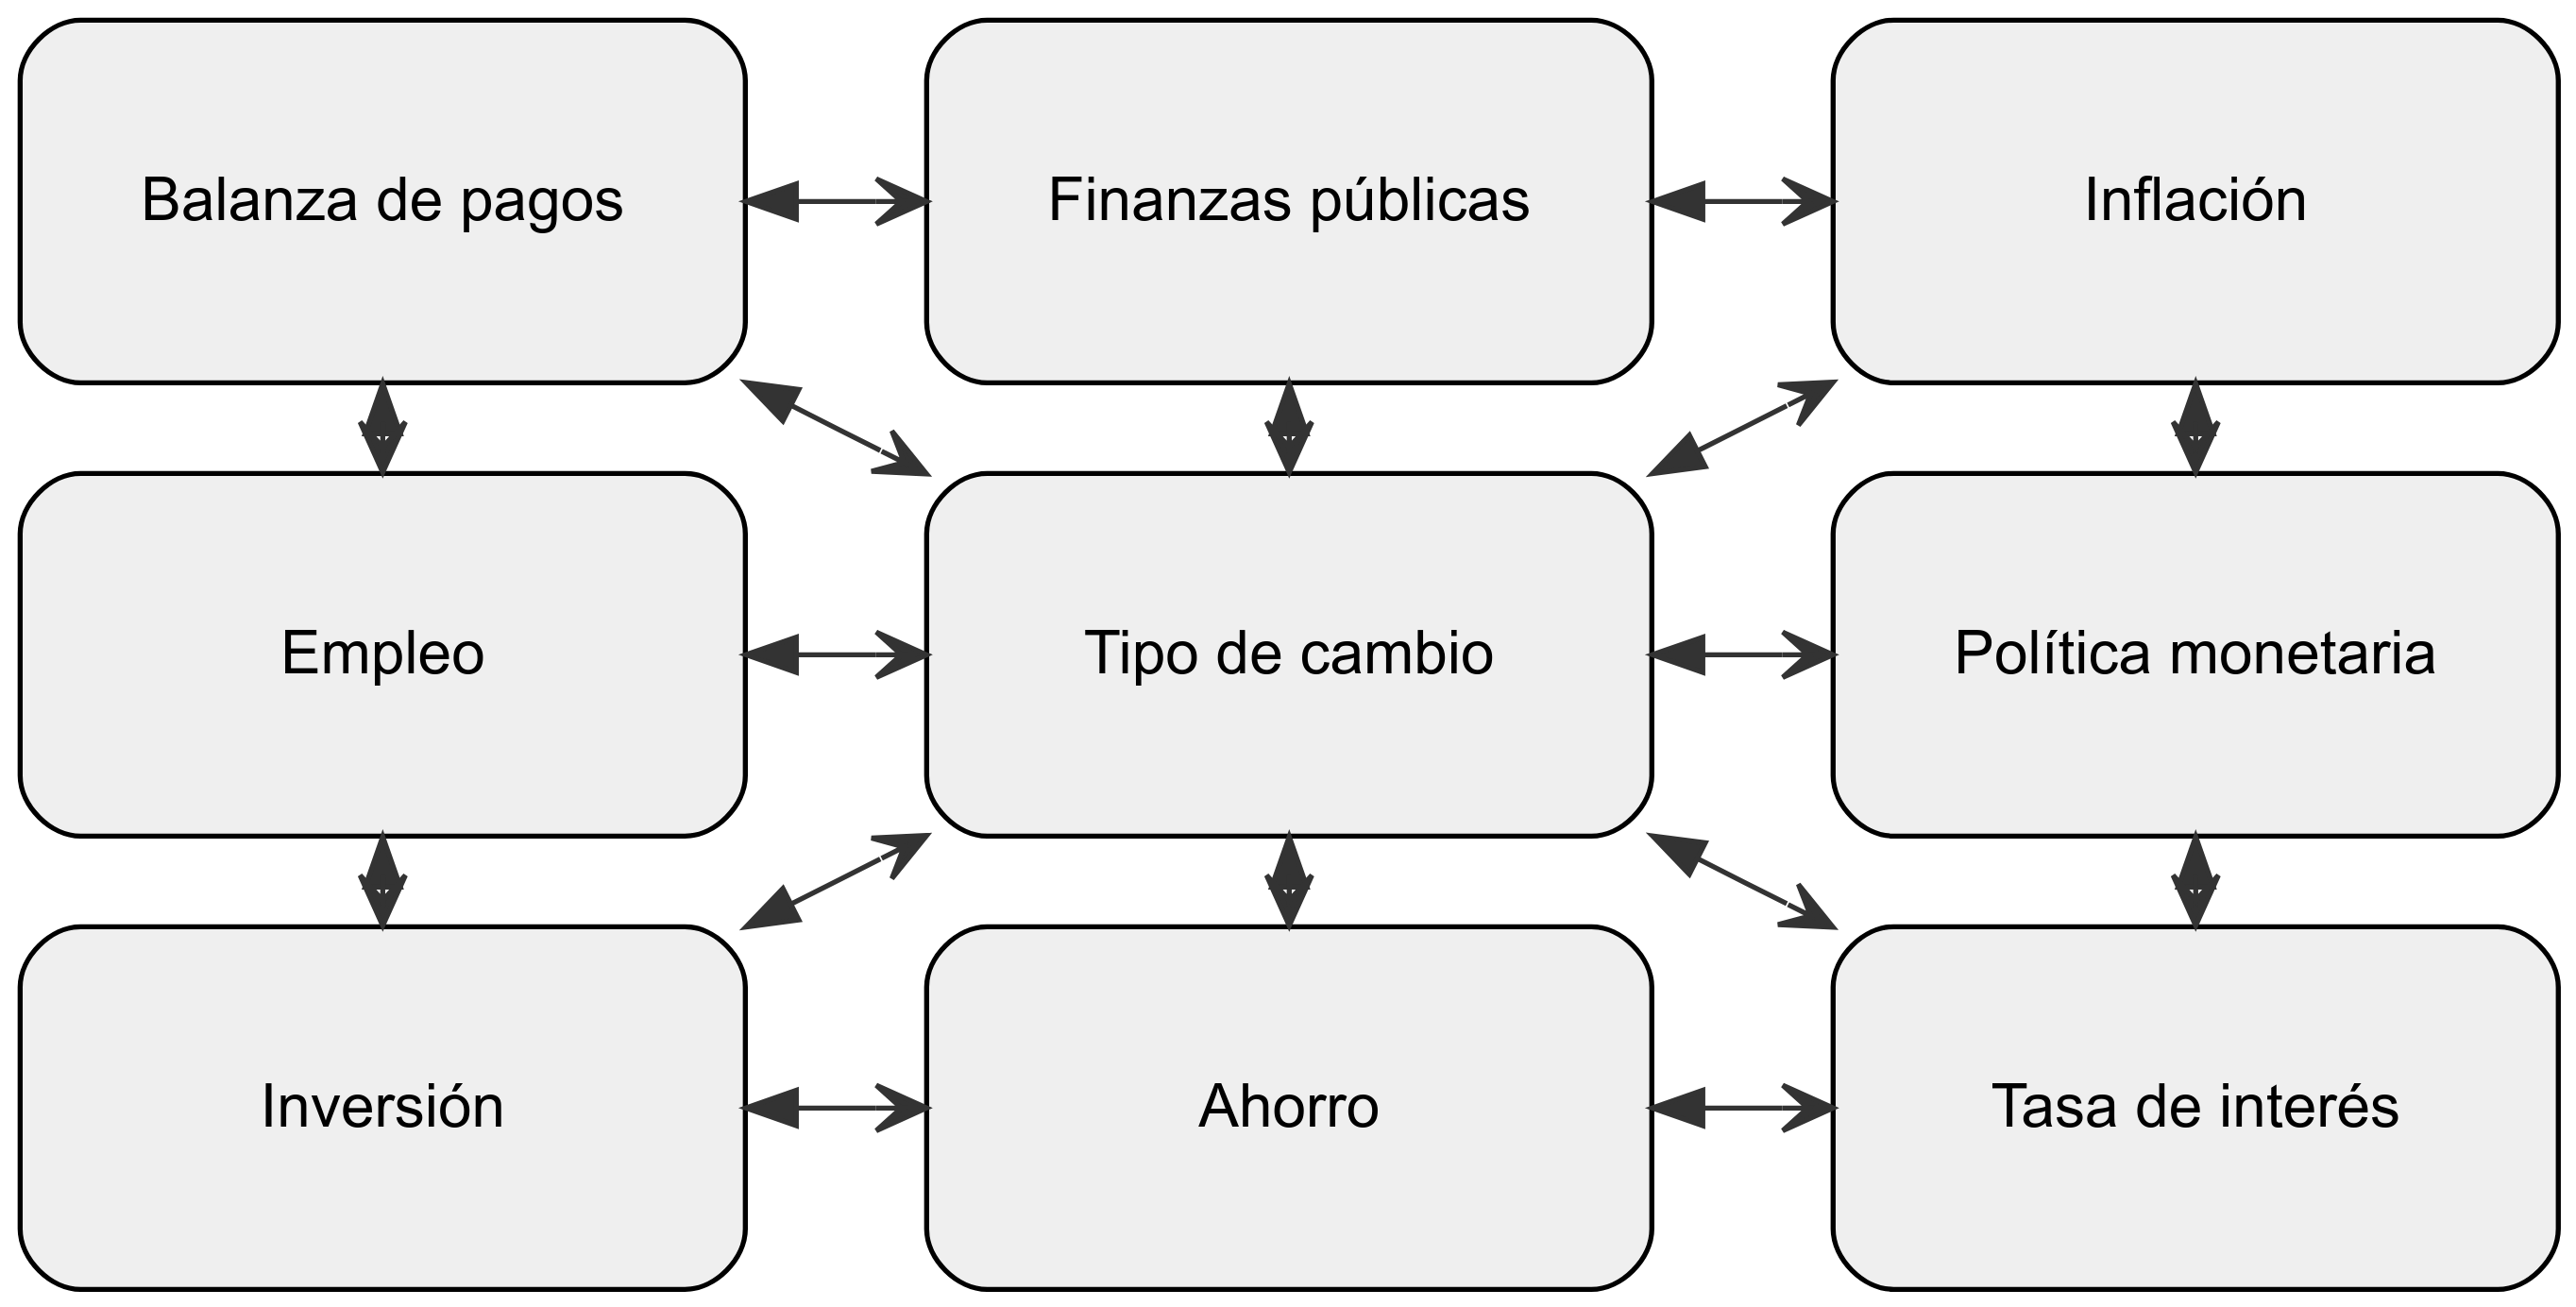 Balanza de pagos
Finanzas públicas
Inflación
Empleo
Tipo de cambio
Política monetaria
Inversión
Ahorro
Tasa de interés